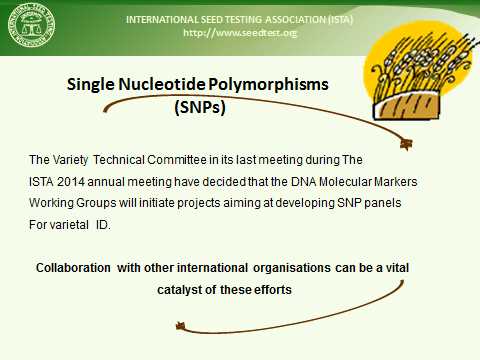 INTERNATIONAL SEED TESTING ASSOCIATION (ISTA)
http://www.seedtest.org
Single Nucleotide Polymorphisms
(SNPs)
The Variety Technical Committee in its last meeting during The
ISTA 2014 annual meeting have decided that the DNA Molecular Markers
Working Groups will initiate projects aiming at developing SNP panels
For varietal ID.
Collaboration with other international organisations can be a vital
catalyst of these efforts